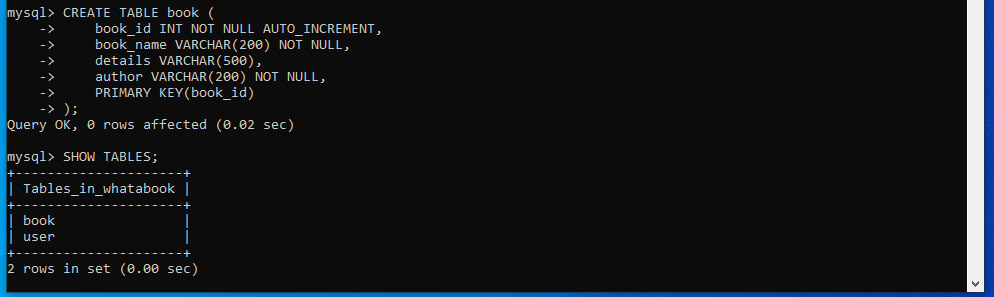 mysql> CREATE TABLE book (
    ->     book_id INT NOT NULL AUTO_INCREMENT,
    ->     book_name VARCHAR(200) NOT NULL,
    ->     details VARCHAR(500),
    ->     author VARCHAR(200) NOT NULL,
    ->     PRIMARY KEY(book_id)
    -> );
Query OK, 0 rows affected (0.02 sec)

mysql> SHOW TABLES;
+---------------------+
| Tables_in_whatabook |
+---------------------+
| book                |
| user                |
+---------------------+
2 rows in set (0.00 sec)